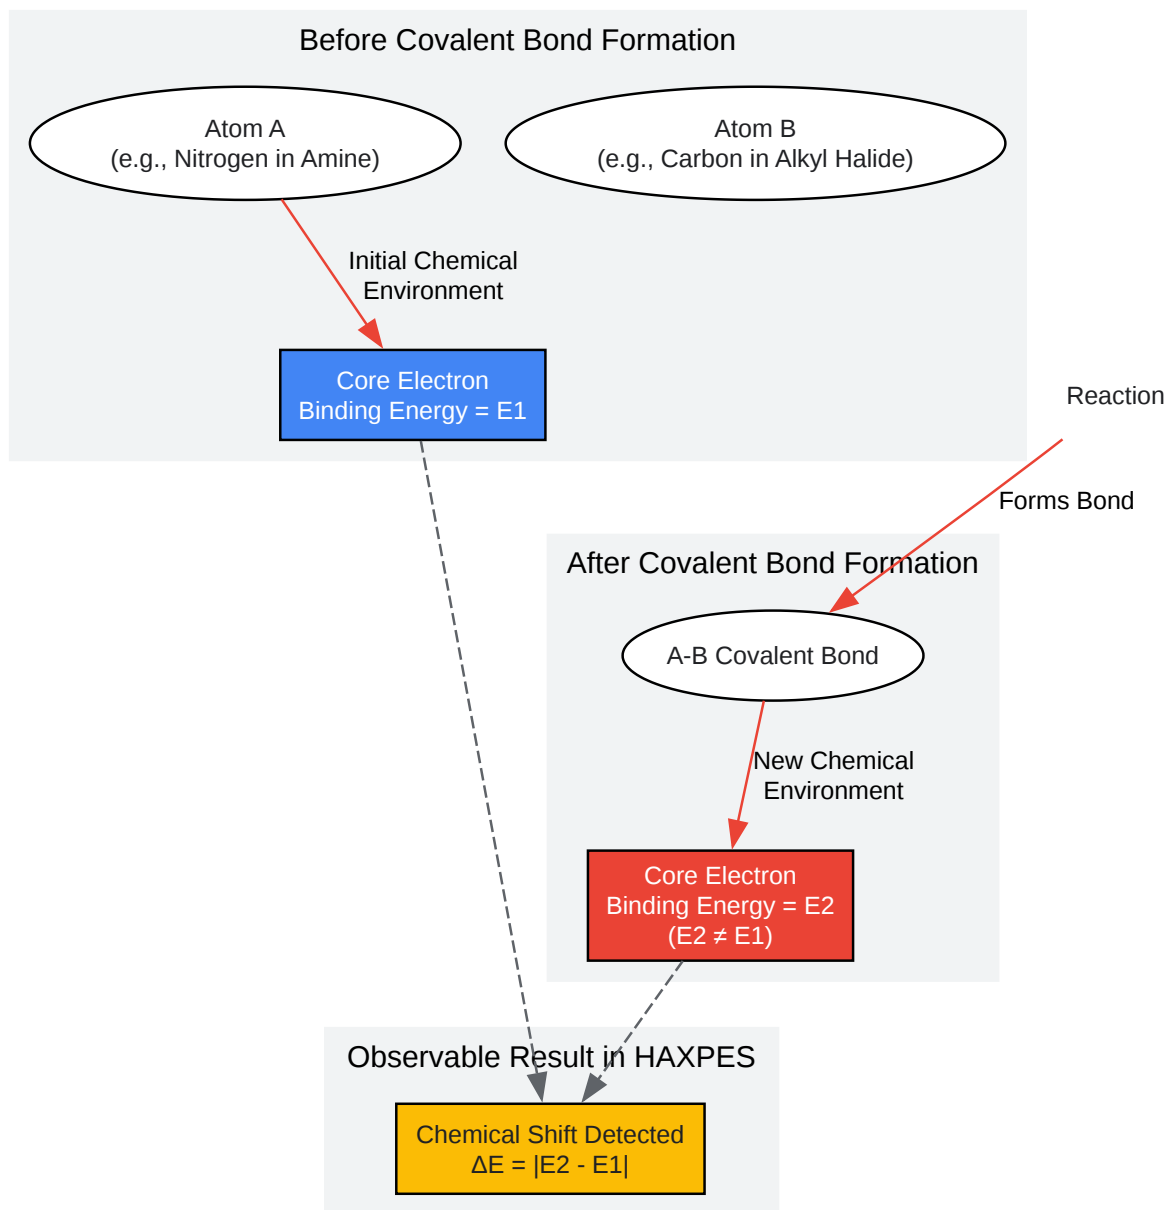 Before Covalent Bond Formation
Atom A
(e.g., Nitrogen in Amine)
Atom B
(e.g., Carbon in Alkyl Halide)
Initial Chemical
Environment
Core Electron
Binding Energy = E1
Reaction
Forms Bond
After Covalent Bond Formation
A-B Covalent Bond
New Chemical
Environment
Core Electron
Binding Energy = E2
(E2 ≠ E1)
Observable Result in HAXPES
Chemical Shift Detected
ΔE = |E2 - E1|